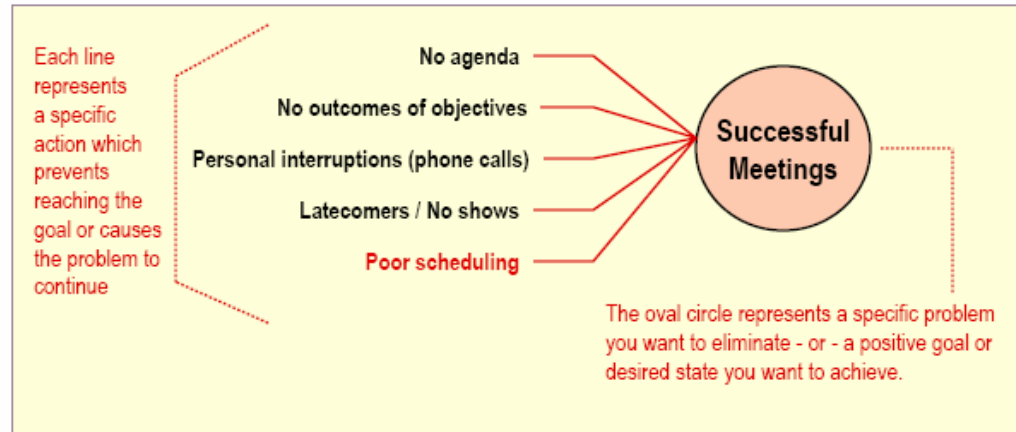 Each line
represents
a specific
action which
prevents
reaching the
goal or causes
the problem to
continue
No agenda
No outcomes of objectives
Personal interruptions (phone calls)
Latecomers / No shows
Poor scheduling
Successful
Meetings
The oval circle represents a specific problem
you want to eliminate - or - a positive goal or
desired state you want to achieve.